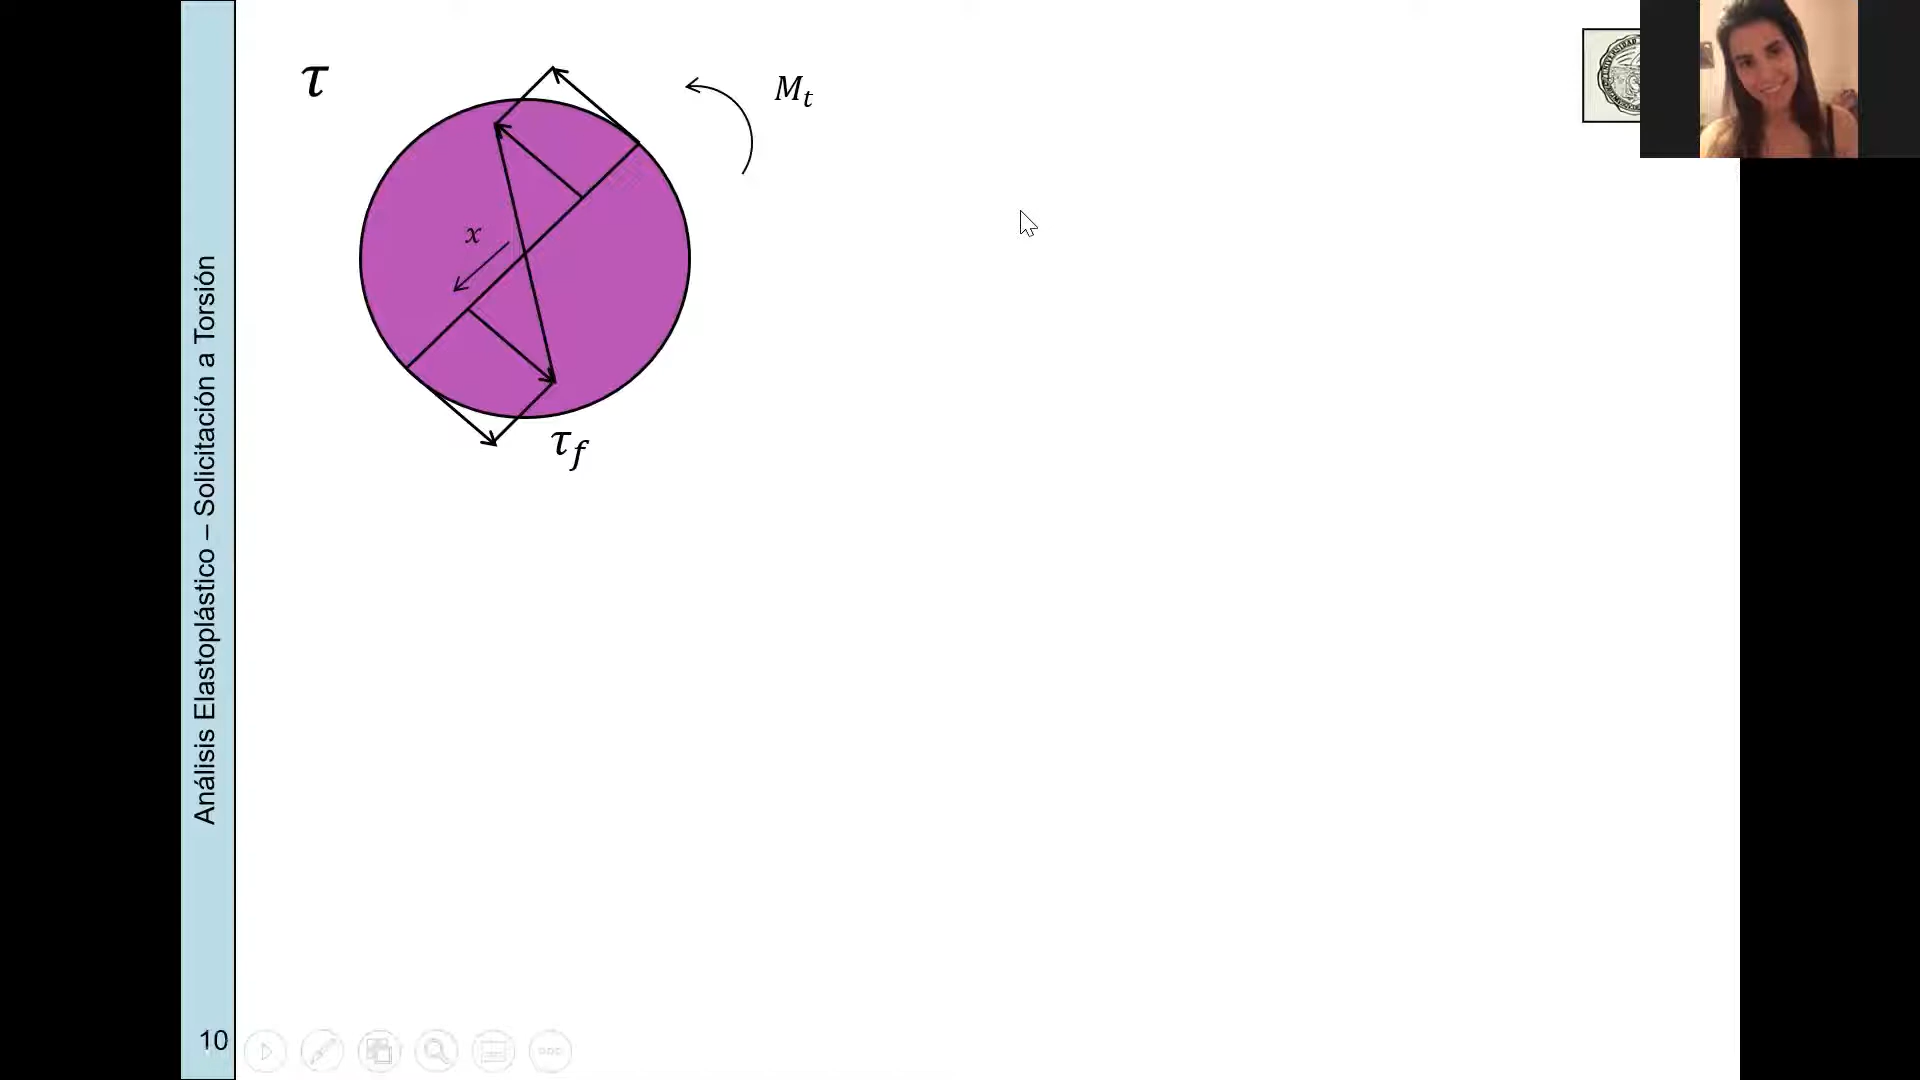 τ
M_t
x
τ_f
Análisis Elastoplástico – Solicitación a Torsión
10